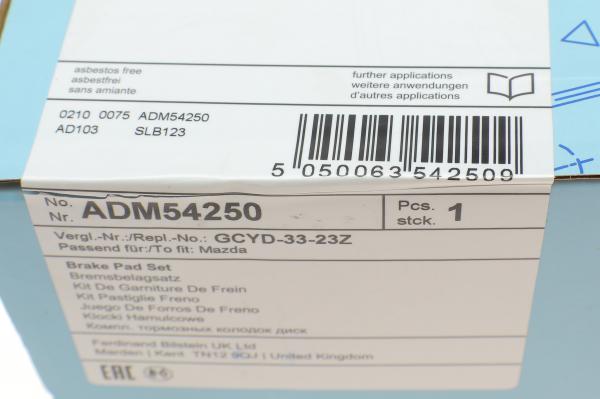 asbestos free
asbestfrei
sans amiante
further applications
weitere anwendungen
d'autres applications
0210 0075 ADM54250
AD103 SLB123
5 050063 542509
No.
Nr. ADM54250
Pcs.
stck. 1
Vergl.-Nr.:/Repl.-No.: GCYD-33-23Z
Passend für:/To fit: Mazda
Brake Pad Set
Bremsbelagsatz
Kit De Garniture De Frein
Kit Pastiglie Freno
Juego De Forros De Freno
Klocki Hamulcowe
Компл. тормозных колодок диск
Ferdinand Bilstein UK Ltd
Marden | Kent TN12 9QJ | United Kingdom
EAC